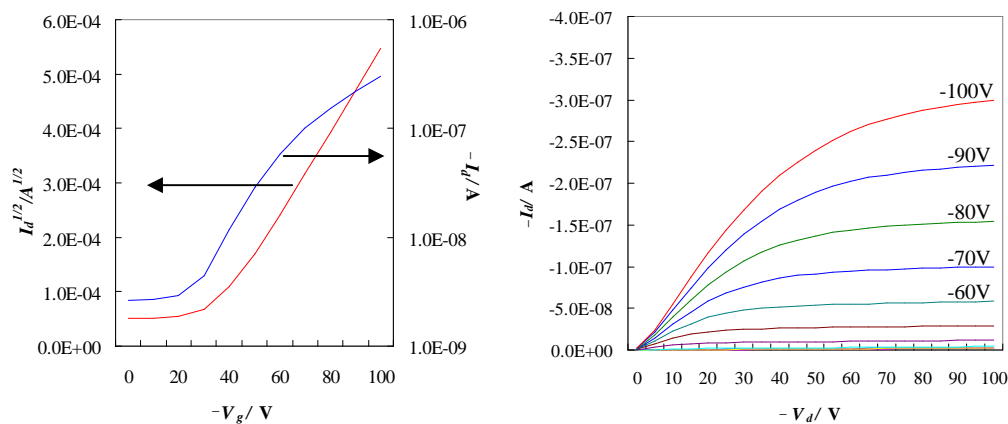 6.0E-04
5.0E-04
4.0E-04
3.0E-04
2.0E-04
1.0E-04
0.0E+00
I_d^{1/2}/A^{1/2}
1.0E-06
1.0E-07
1.0E-08
1.0E-09
−I_d/A
0 20 40 60 80 100
−V_g/ V
-4.0E-07
-3.5E-07
-3.0E-07
-2.5E-07
-2.0E-07
-1.5E-07
-1.0E-07
-5.0E-08
0.0E+00
−I_d/ A
-100V
-90V
-80V
-70V
-60V
0 10 20 30 40 50 60 70 80 90 100
− V_d/ V